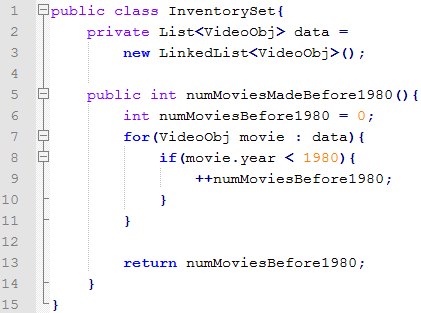 1 public class InventorySet{
2     private List<VideoObj> data =
3         new LinkedList<VideoObj>();
4
5     public int numMoviesMadeBefore1980(){
6         int numMoviesBefore1980 = 0;
7         for(VideoObj movie : data){
8             if(movie.year < 1980){
9                 ++numMoviesBefore1980;
10             }
11         }
12
13         return numMoviesBefore1980;
14     }
15 }